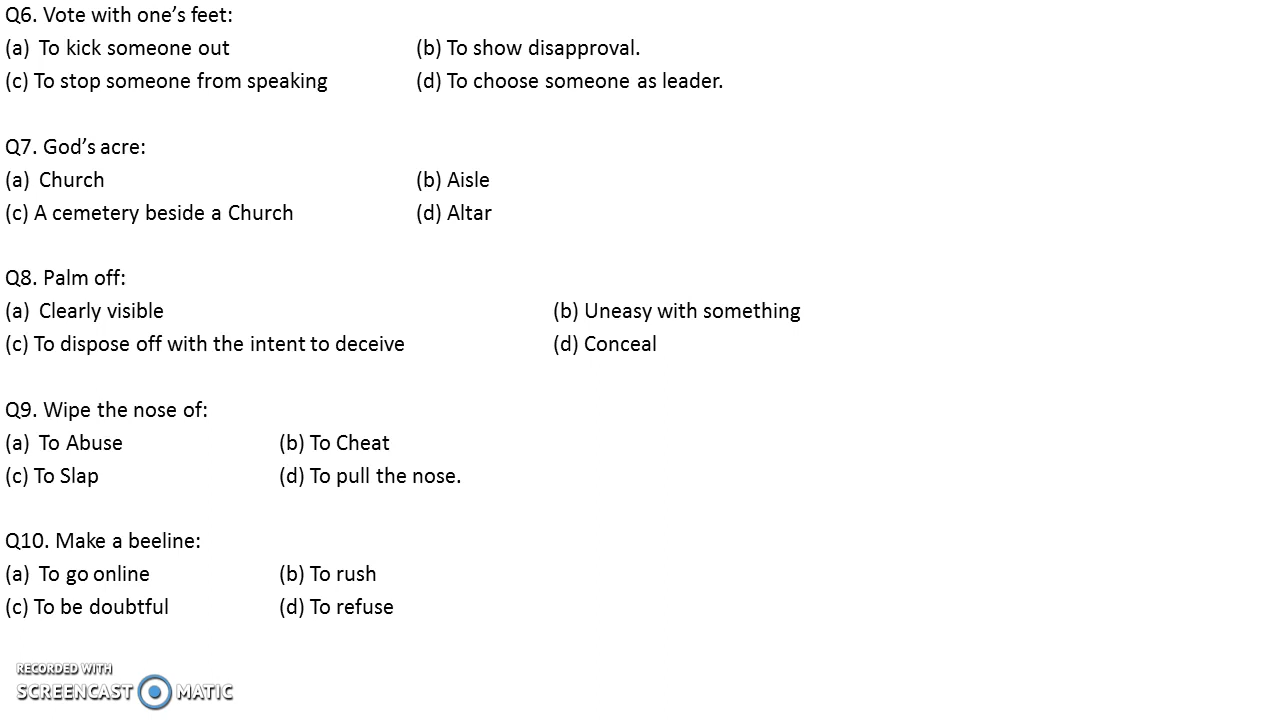 Q6. Vote with one’s feet:
(a) To kick someone out (b) To show disapproval.
(c) To stop someone from speaking (d) To choose someone as leader.
Q7. God’s acre:
(a) Church (b) Aisle
(c) A cemetery beside a Church (d) Altar
Q8. Palm off:
(a) Clearly visible (b) Uneasy with something
(c) To dispose off with the intent to deceive (d) Conceal
Q9. Wipe the nose of:
(a) To Abuse (b) To Cheat
(c) To Slap (d) To pull the nose.
Q10. Make a beeline:
(a) To go online (b) To rush
(c) To be doubtful (d) To refuse
RECORDED WITH
SCREENCAST MATIC